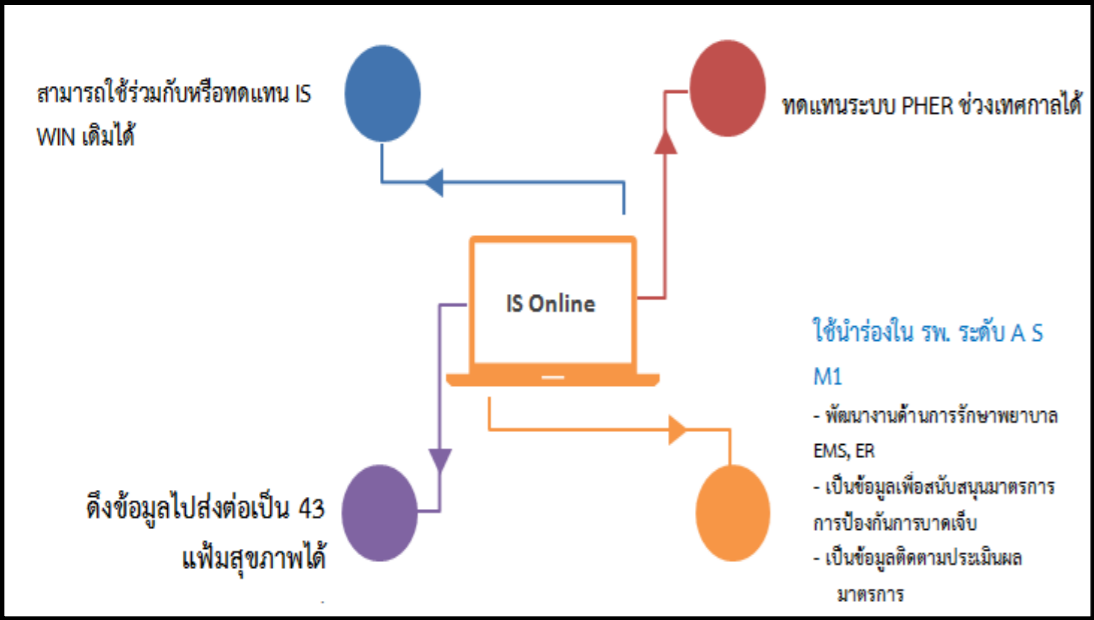 สามารถใช้ร่วมกับหรือทดแทน IS
WIN เดิมได้
ทดแทนระบบ PHER ช่วงเทศกาลได้
IS Online
ใช้นำร่องใน รพ. ระดับ A S
M1
- พัฒนางานด้านการรักษาพยาบาล
EMS, ER
- เป็นข้อมูลเพื่อสนับสนุนมาตรการ
การป้องกันการบาดเจ็บ
- เป็นข้อมูลติดตามประเมินผล
มาตรการ
ดึงข้อมูลไปส่งต่อเป็น 43
แฟ้มสุขภาพได้